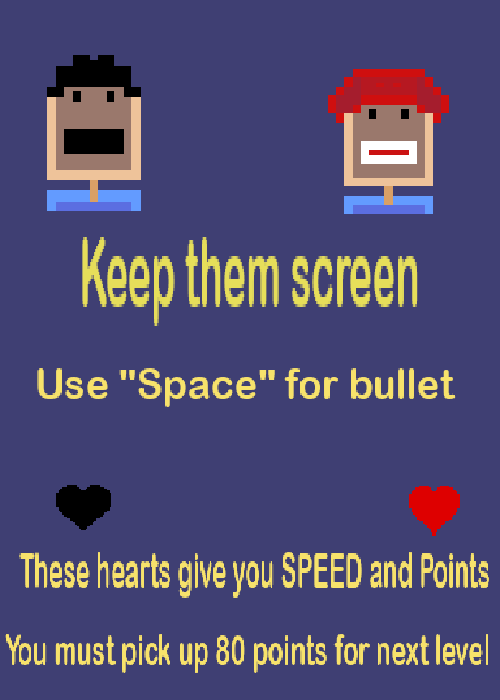 Keep them screen
Use "Space" for bullet
These hearts give you SPEED and Points
You must pick up 80 points for next level